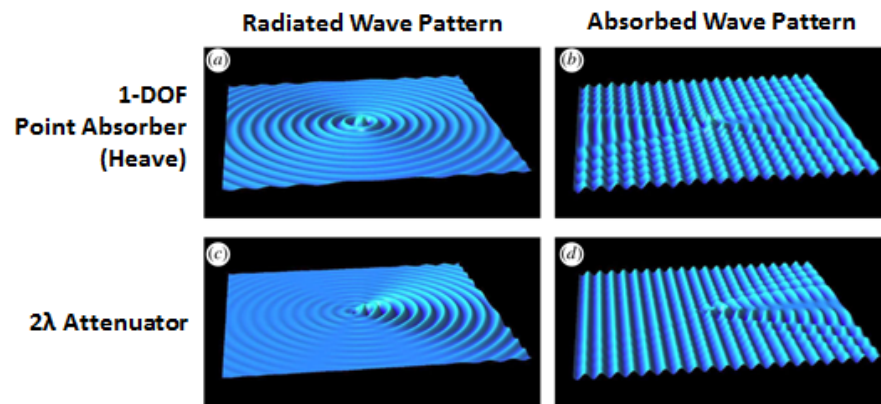 Radiated Wave Pattern
Absorbed Wave Pattern
1-DOF
Point Absorber
(Heave)
(a)
(b)
2λ Attenuator
(c)
(d)